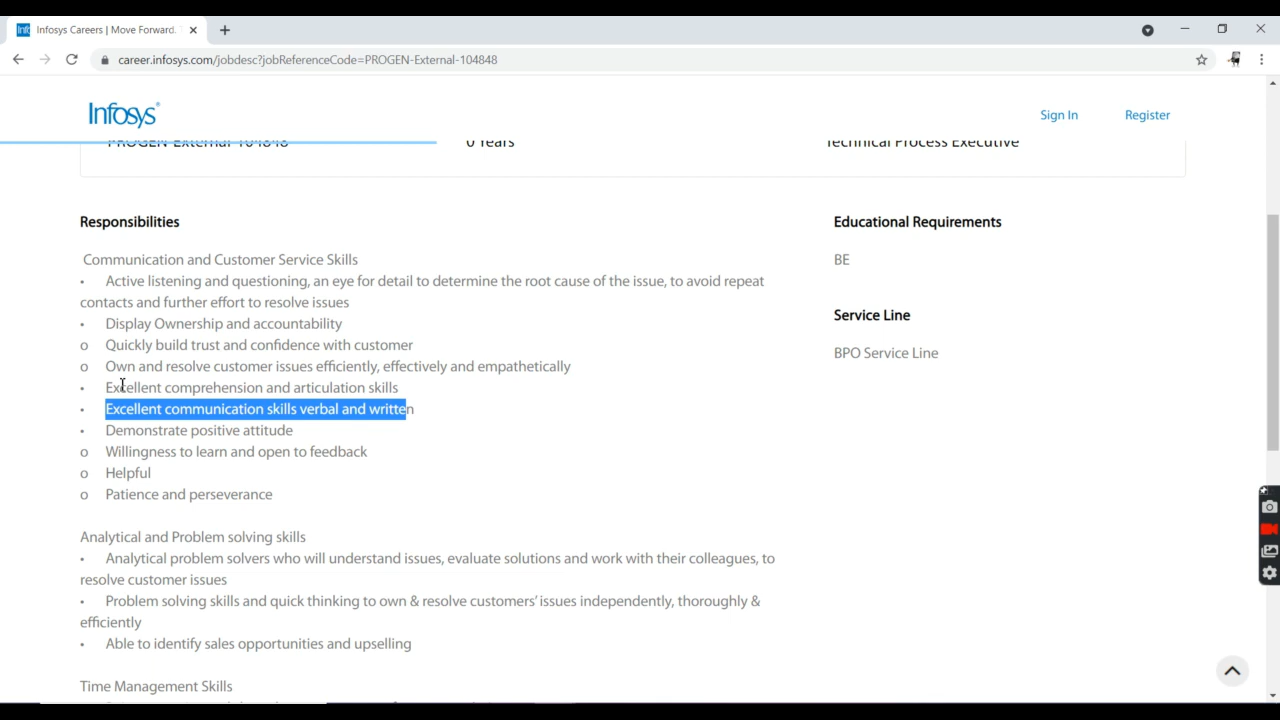 Infosys Careers | Move Forward.
career.infosys.com/jobdesc?jobReferenceCode=PROGEN-External-104848
Infosys®
Sign In
Register
PROGEN-External-104848
0 Years
Technical Process Executive
Responsibilities
Communication and Customer Service Skills
• Active listening and questioning, an eye for detail to determine the root cause of the issue, to avoid repeat
contacts and further effort to resolve issues
• Display Ownership and accountability
o Quickly build trust and confidence with customer
o Own and resolve customer issues efficiently, effectively and empathetically
• Excellent comprehension and articulation skills
• Excellent communication skills verbal and written
• Demonstrate positive attitude
o Willingness to learn and open to feedback
o Helpful
o Patience and perseverance
Analytical and Problem solving skills
• Analytical problem solvers who will understand issues, evaluate solutions and work with their colleagues, to
resolve customer issues
• Problem solving skills and quick thinking to own & resolve customers' issues independently, thoroughly &
efficiently
• Able to identify sales opportunities and upselling
Time Management Skills
Educational Requirements
BE
Service Line
BPO Service Line